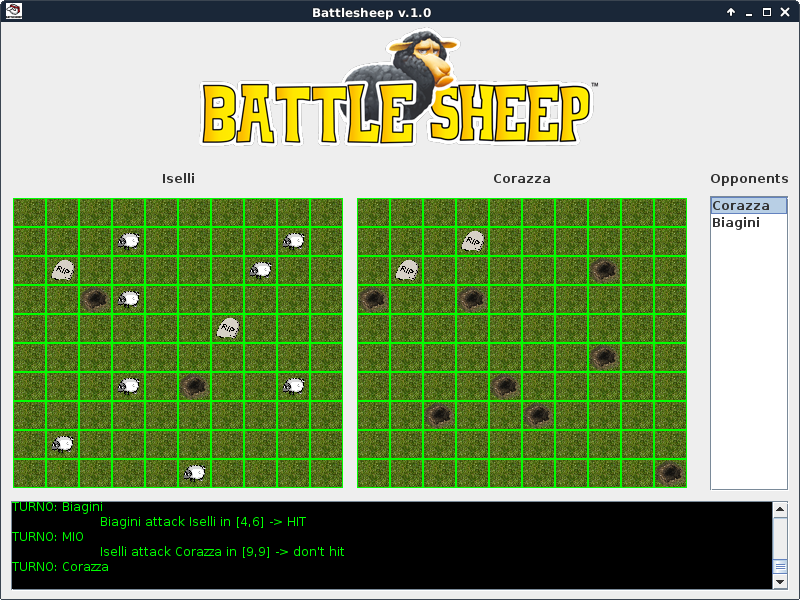 Battlesheep v.1.0
BATTLE SHEEP™
Iselli
Corazza
Opponents
Corazza
Biagini
RIP
RIP
RIP
RIP
TURNO: Biagini
Biagini attack Iselli in [4,6] -> HIT
TURNO: MIO
Iselli attack Corazza in [9,9] -> don't hit
TURNO: Corazza